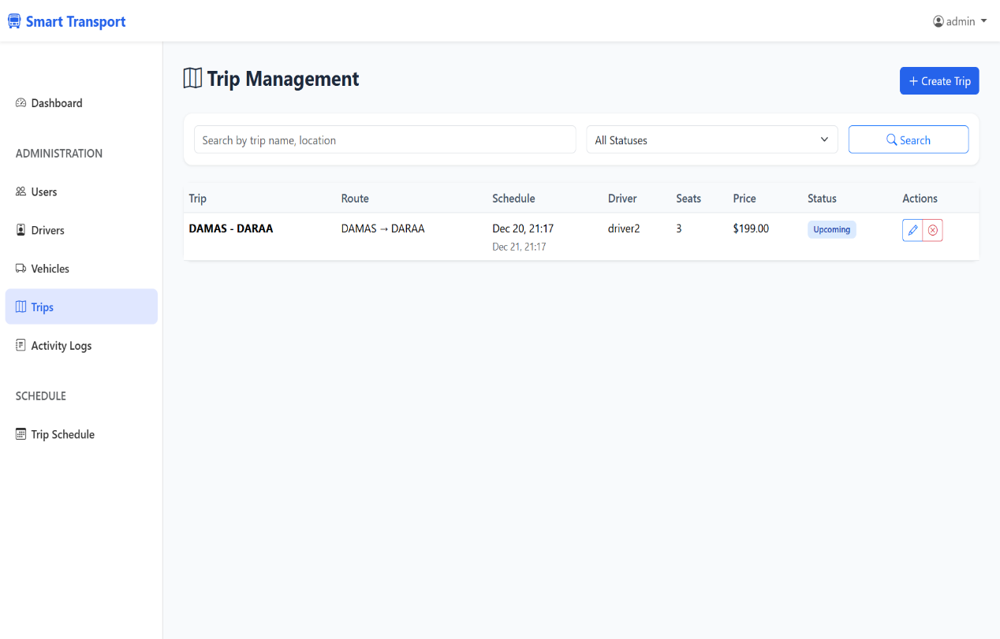 Smart Transport
admin
Dashboard
ADMINISTRATION
Users
Drivers
Vehicles
Trips
Activity Logs
SCHEDULE
Trip Schedule
Trip Management
+ Create Trip
Search by trip name, location
All Statuses
Search
Trip Route Schedule Driver Seats Price Status Actions
DAMAS - DARAA DAMAS → DARAA Dec 20, 21:17 driver2 3 $199.00 Upcoming
Dec 21, 21:17